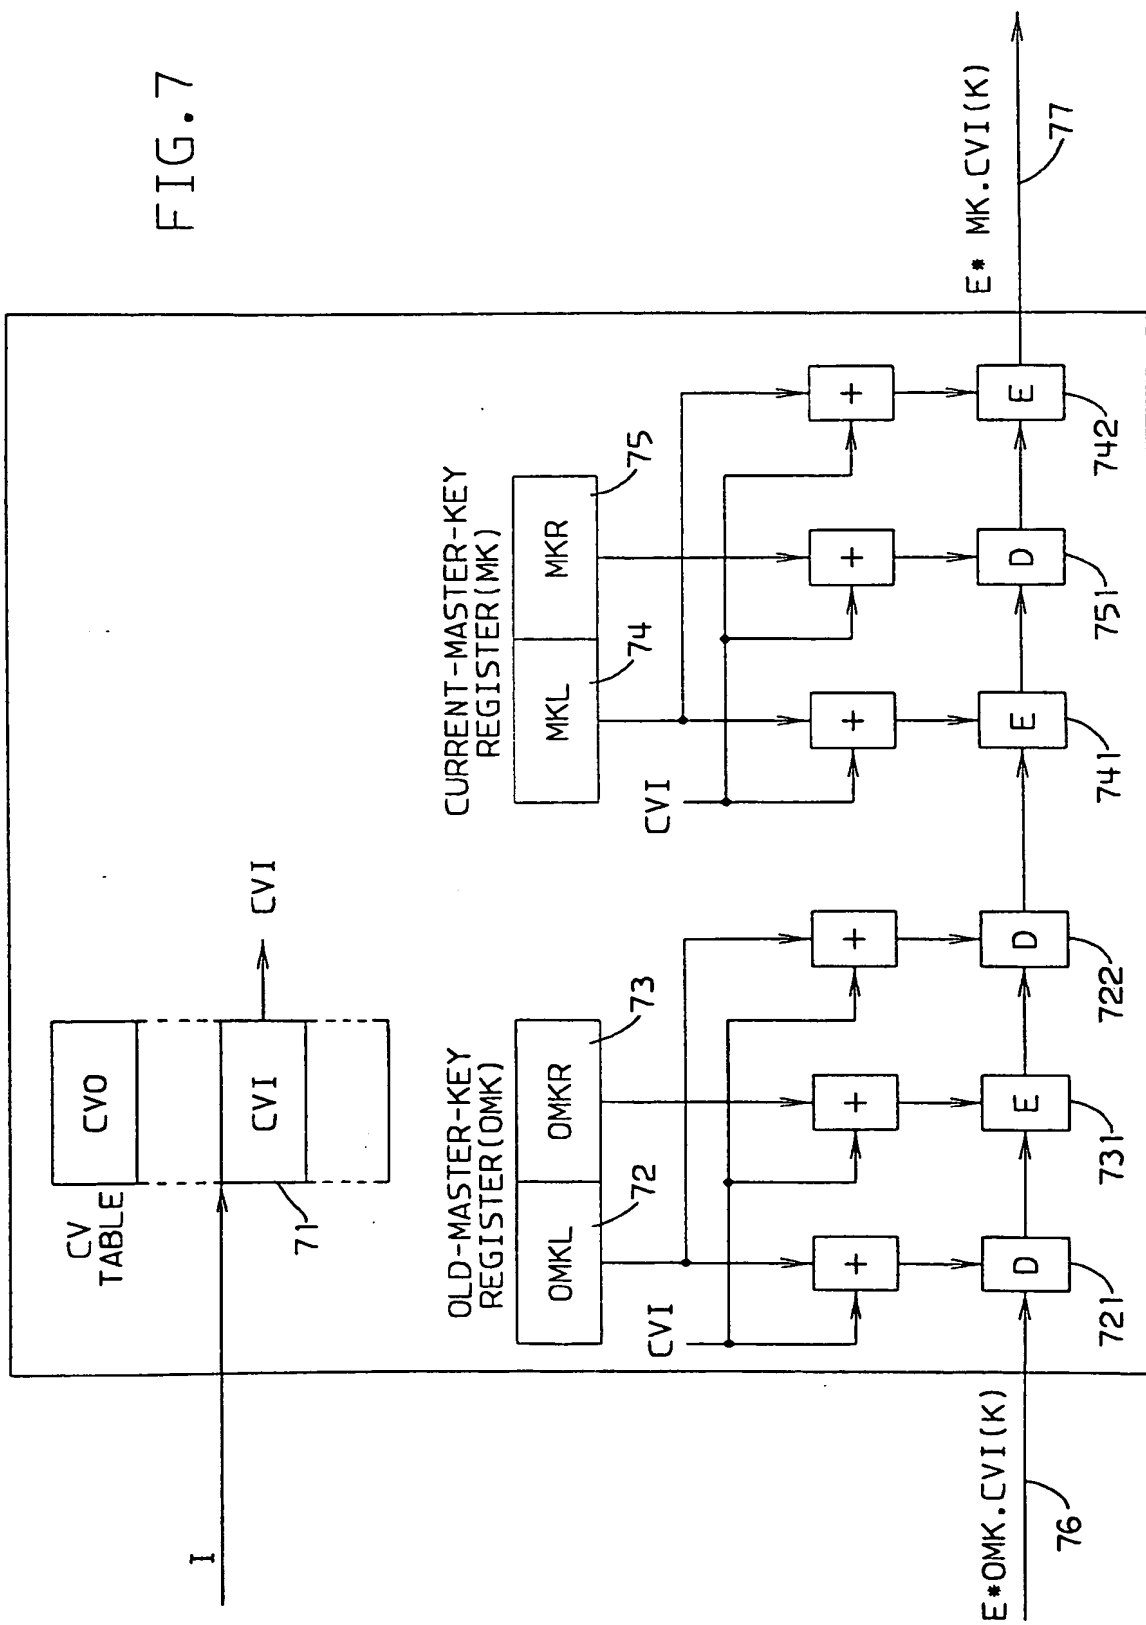 FIG.7
I
CV
TABLE
CV0
CVI
CVI
71
OLD-MASTER-KEY
REGISTER(OMK)
OMKL
OMKR
72
73
CURRENT-MASTER-KEY
REGISTER(MK)
MKL
MKR
74
75
CVI
CVI
+
+
+
+
+
+
E*OMK.CVI(K)
D
E
D
E
D
E
E* MK.CVI(K)
76
721
731
722
741
751
742
77